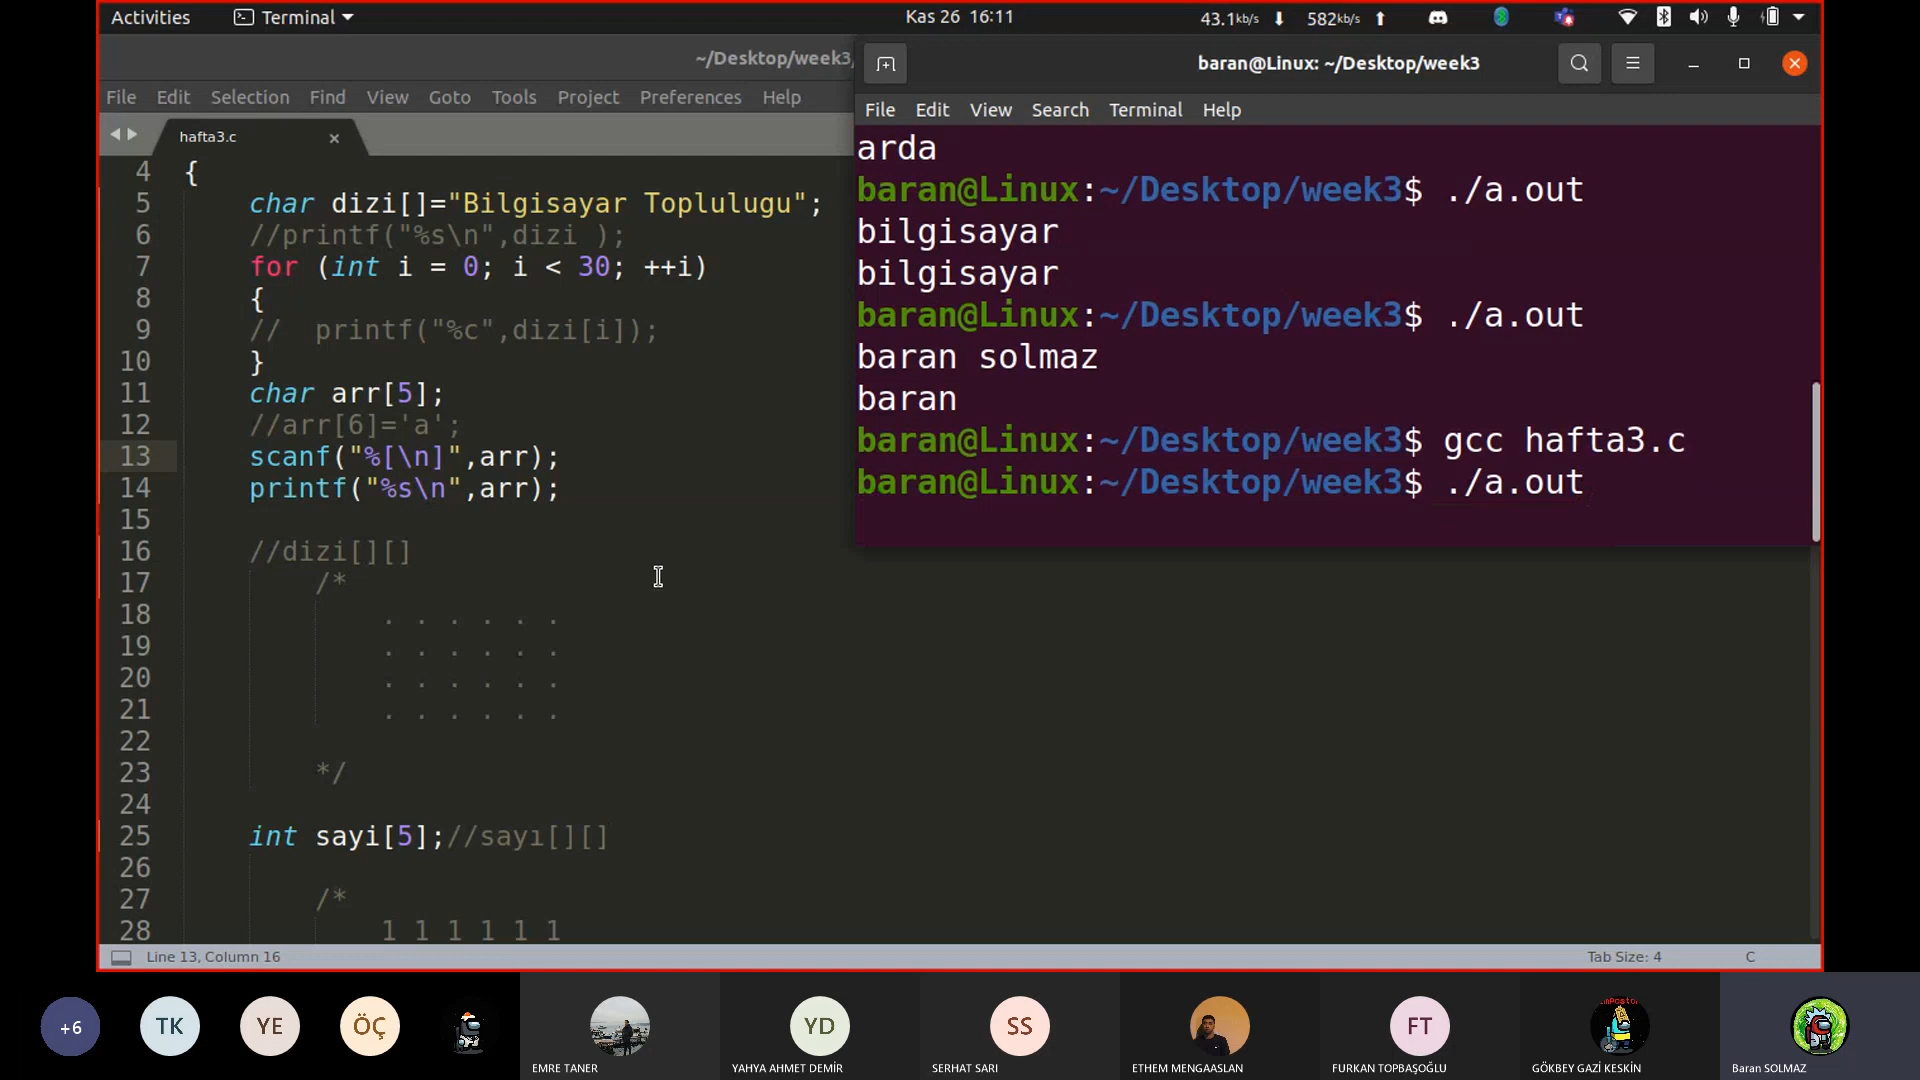 Activities Terminal Kas 26 16:11 43.1kb/s 582kb/s
~/Desktop/week3/
File Edit Selection Find View Goto Tools Project Preferences Help
hafta3.c
4 {
5 char dizi[]="Bilgisayar Toplulugu";
6 //printf("%s\n",dizi );
7 for (int i = 0; i < 30; ++i)
8 {
9 // printf("%c",dizi[i]);
10 }
11 char arr[5];
12 //arr[6]='a';
13 scanf("%[\n]",arr);
14 printf("%s\n",arr);
15
16 //dizi[][]
17 /*
18 . . . . . .
19 . . . . . .
20 . . . . . .
21 . . . . . .
22
23 */
24
25 int sayi[5];//sayı[][]
26
27 /*
28 1 1 1 1 1 1
Line 13, Column 16 Tab Size: 4 C
baran@Linux: ~/Desktop/week3
File Edit View Search Terminal Help
arda
baran@Linux:~/Desktop/week3$ ./a.out
bilgisayar
bilgisayar
baran@Linux:~/Desktop/week3$ ./a.out
baran solmaz
baran
baran@Linux:~/Desktop/week3$ gcc hafta3.c
baran@Linux:~/Desktop/week3$ ./a.out
+6 TK YE ÖÇ YD SS FT
EMRE TANER YAHYA AHMET DEMİR SERHAT SARI ETHEM MENGAASLAN FURKAN TOPBAŞOĞLU GÖKBEY GAZİ KESKİN Baran SOLMAZ